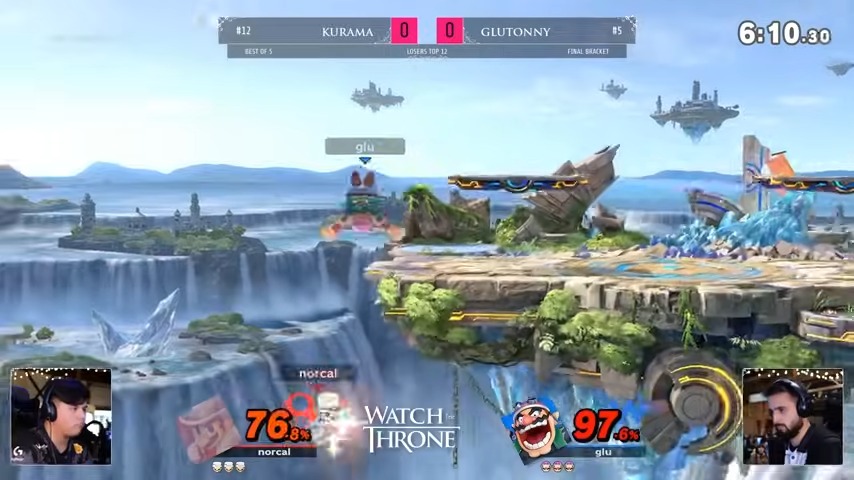 #12 KURAMA 0 0 GLUTONNY #5
BEST OF 5 LOSERS TOP 12 FINAL BRACKET
6:10.30
glu
norcal
76.8%
norcal
WATCH THE THRONE
97.6%
glu